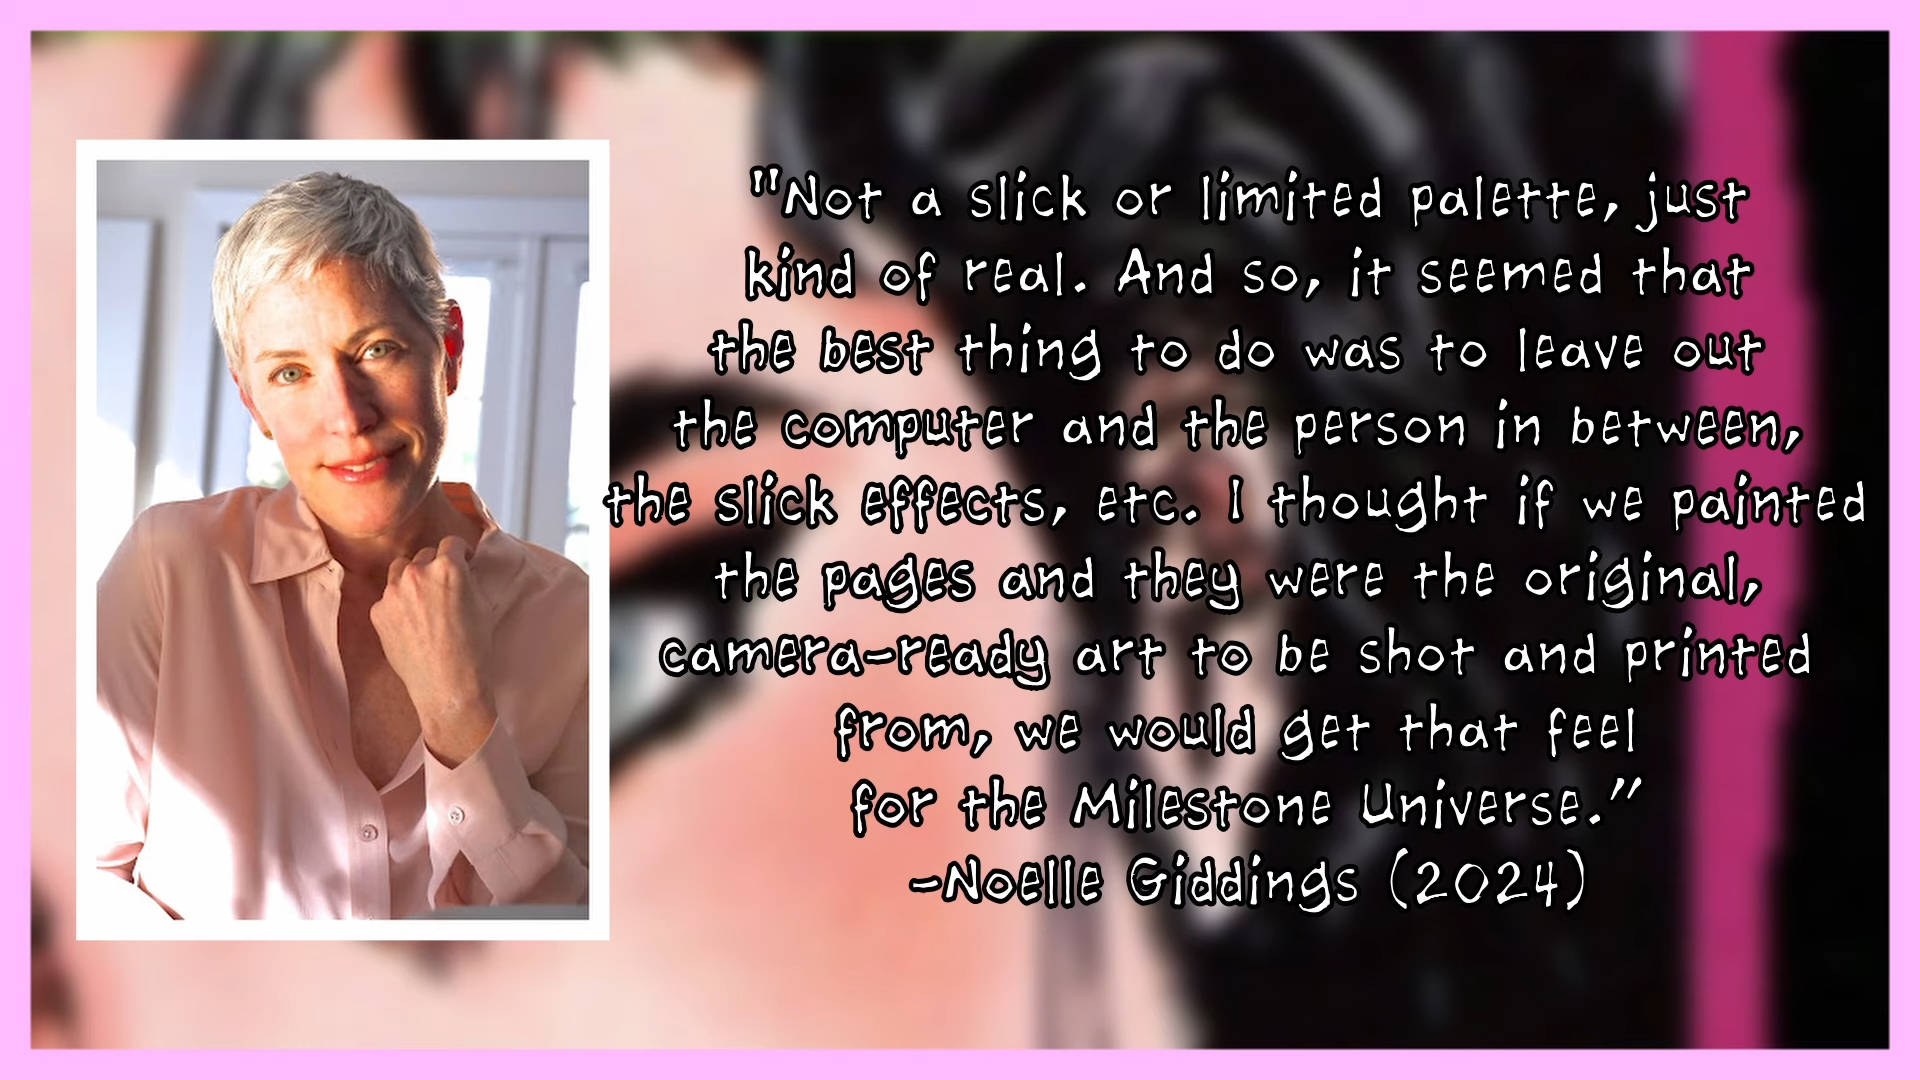 "Not a slick or limited palette, just
kind of real. And so, it seemed that
the best thing to do was to leave out
the computer and the person in between,
the slick effects, etc. I thought if we painted
the pages and they were the original,
camera-ready art to be shot and printed
from, we would get that feel
for the Milestone Universe."
-Noelle Giddings (2024)